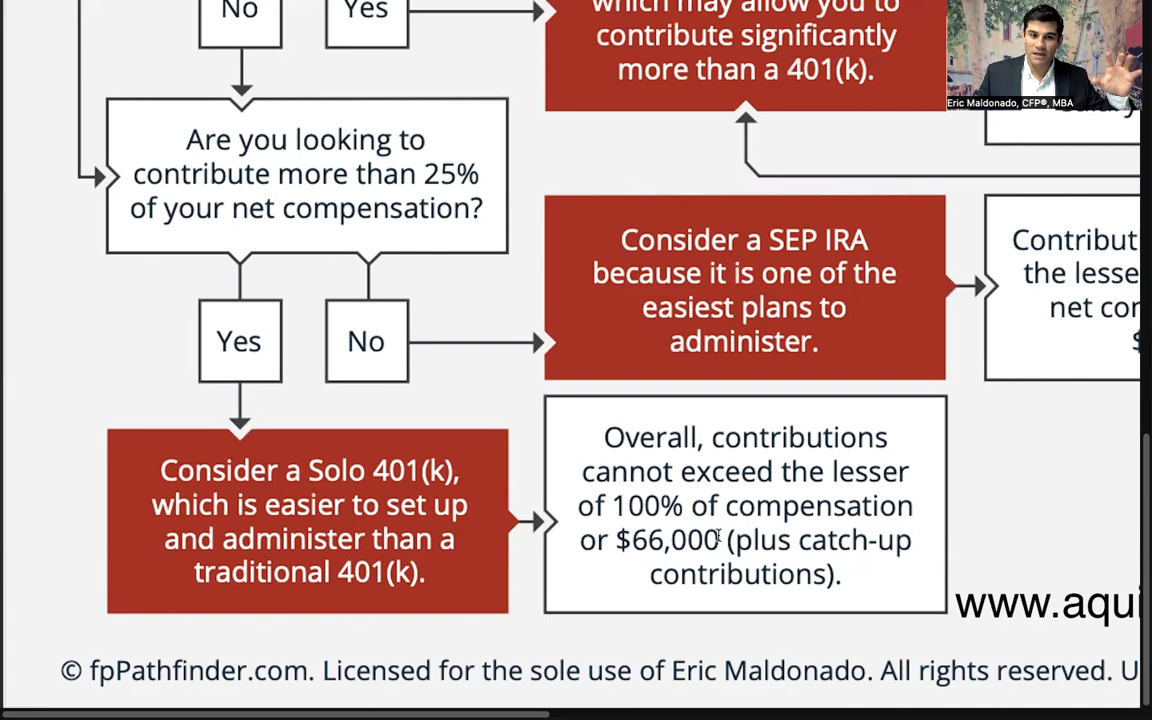 No
Yes
which may allow you to
contribute significantly
more than a 401(k).
Eric Maldonado, CFP®, MBA
Are you looking to
contribute more than 25%
of your net compensation?
Yes
No
Consider a SEP IRA
because it is one of the
easiest plans to
administer.
Contribut
the lesse
net cor
$
Consider a Solo 401(k),
which is easier to set up
and administer than a
traditional 401(k).
Overall, contributions
cannot exceed the lesser
of 100% of compensation
or $66,000 (plus catch-up
contributions).
www.aqui
© fpPathfinder.com. Licensed for the sole use of Eric Maldonado. All rights reserved. U